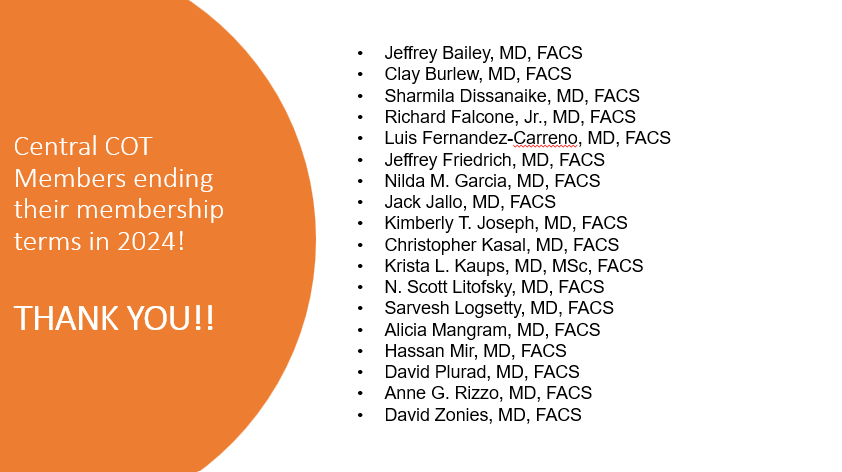 Central COT
Members ending
their membership
terms in 2024!
THANK YOU!!
• Jeffrey Bailey, MD, FACS
• Clay Burlew, MD, FACS
• Sharmila Dissanaike, MD, FACS
• Richard Falcone, Jr., MD, FACS
• Luis Fernandez-Carreno, MD, FACS
• Jeffrey Friedrich, MD, FACS
• Nilda M. Garcia, MD, FACS
• Jack Jallo, MD, FACS
• Kimberly T. Joseph, MD, FACS
• Christopher Kasal, MD, FACS
• Krista L. Kaups, MD, MSc, FACS
• N. Scott Litofsky, MD, FACS
• Sarvesh Logsetty, MD, FACS
• Alicia Mangram, MD, FACS
• Hassan Mir, MD, FACS
• David Plurad, MD, FACS
• Anne G. Rizzo, MD, FACS
• David Zonies, MD, FACS